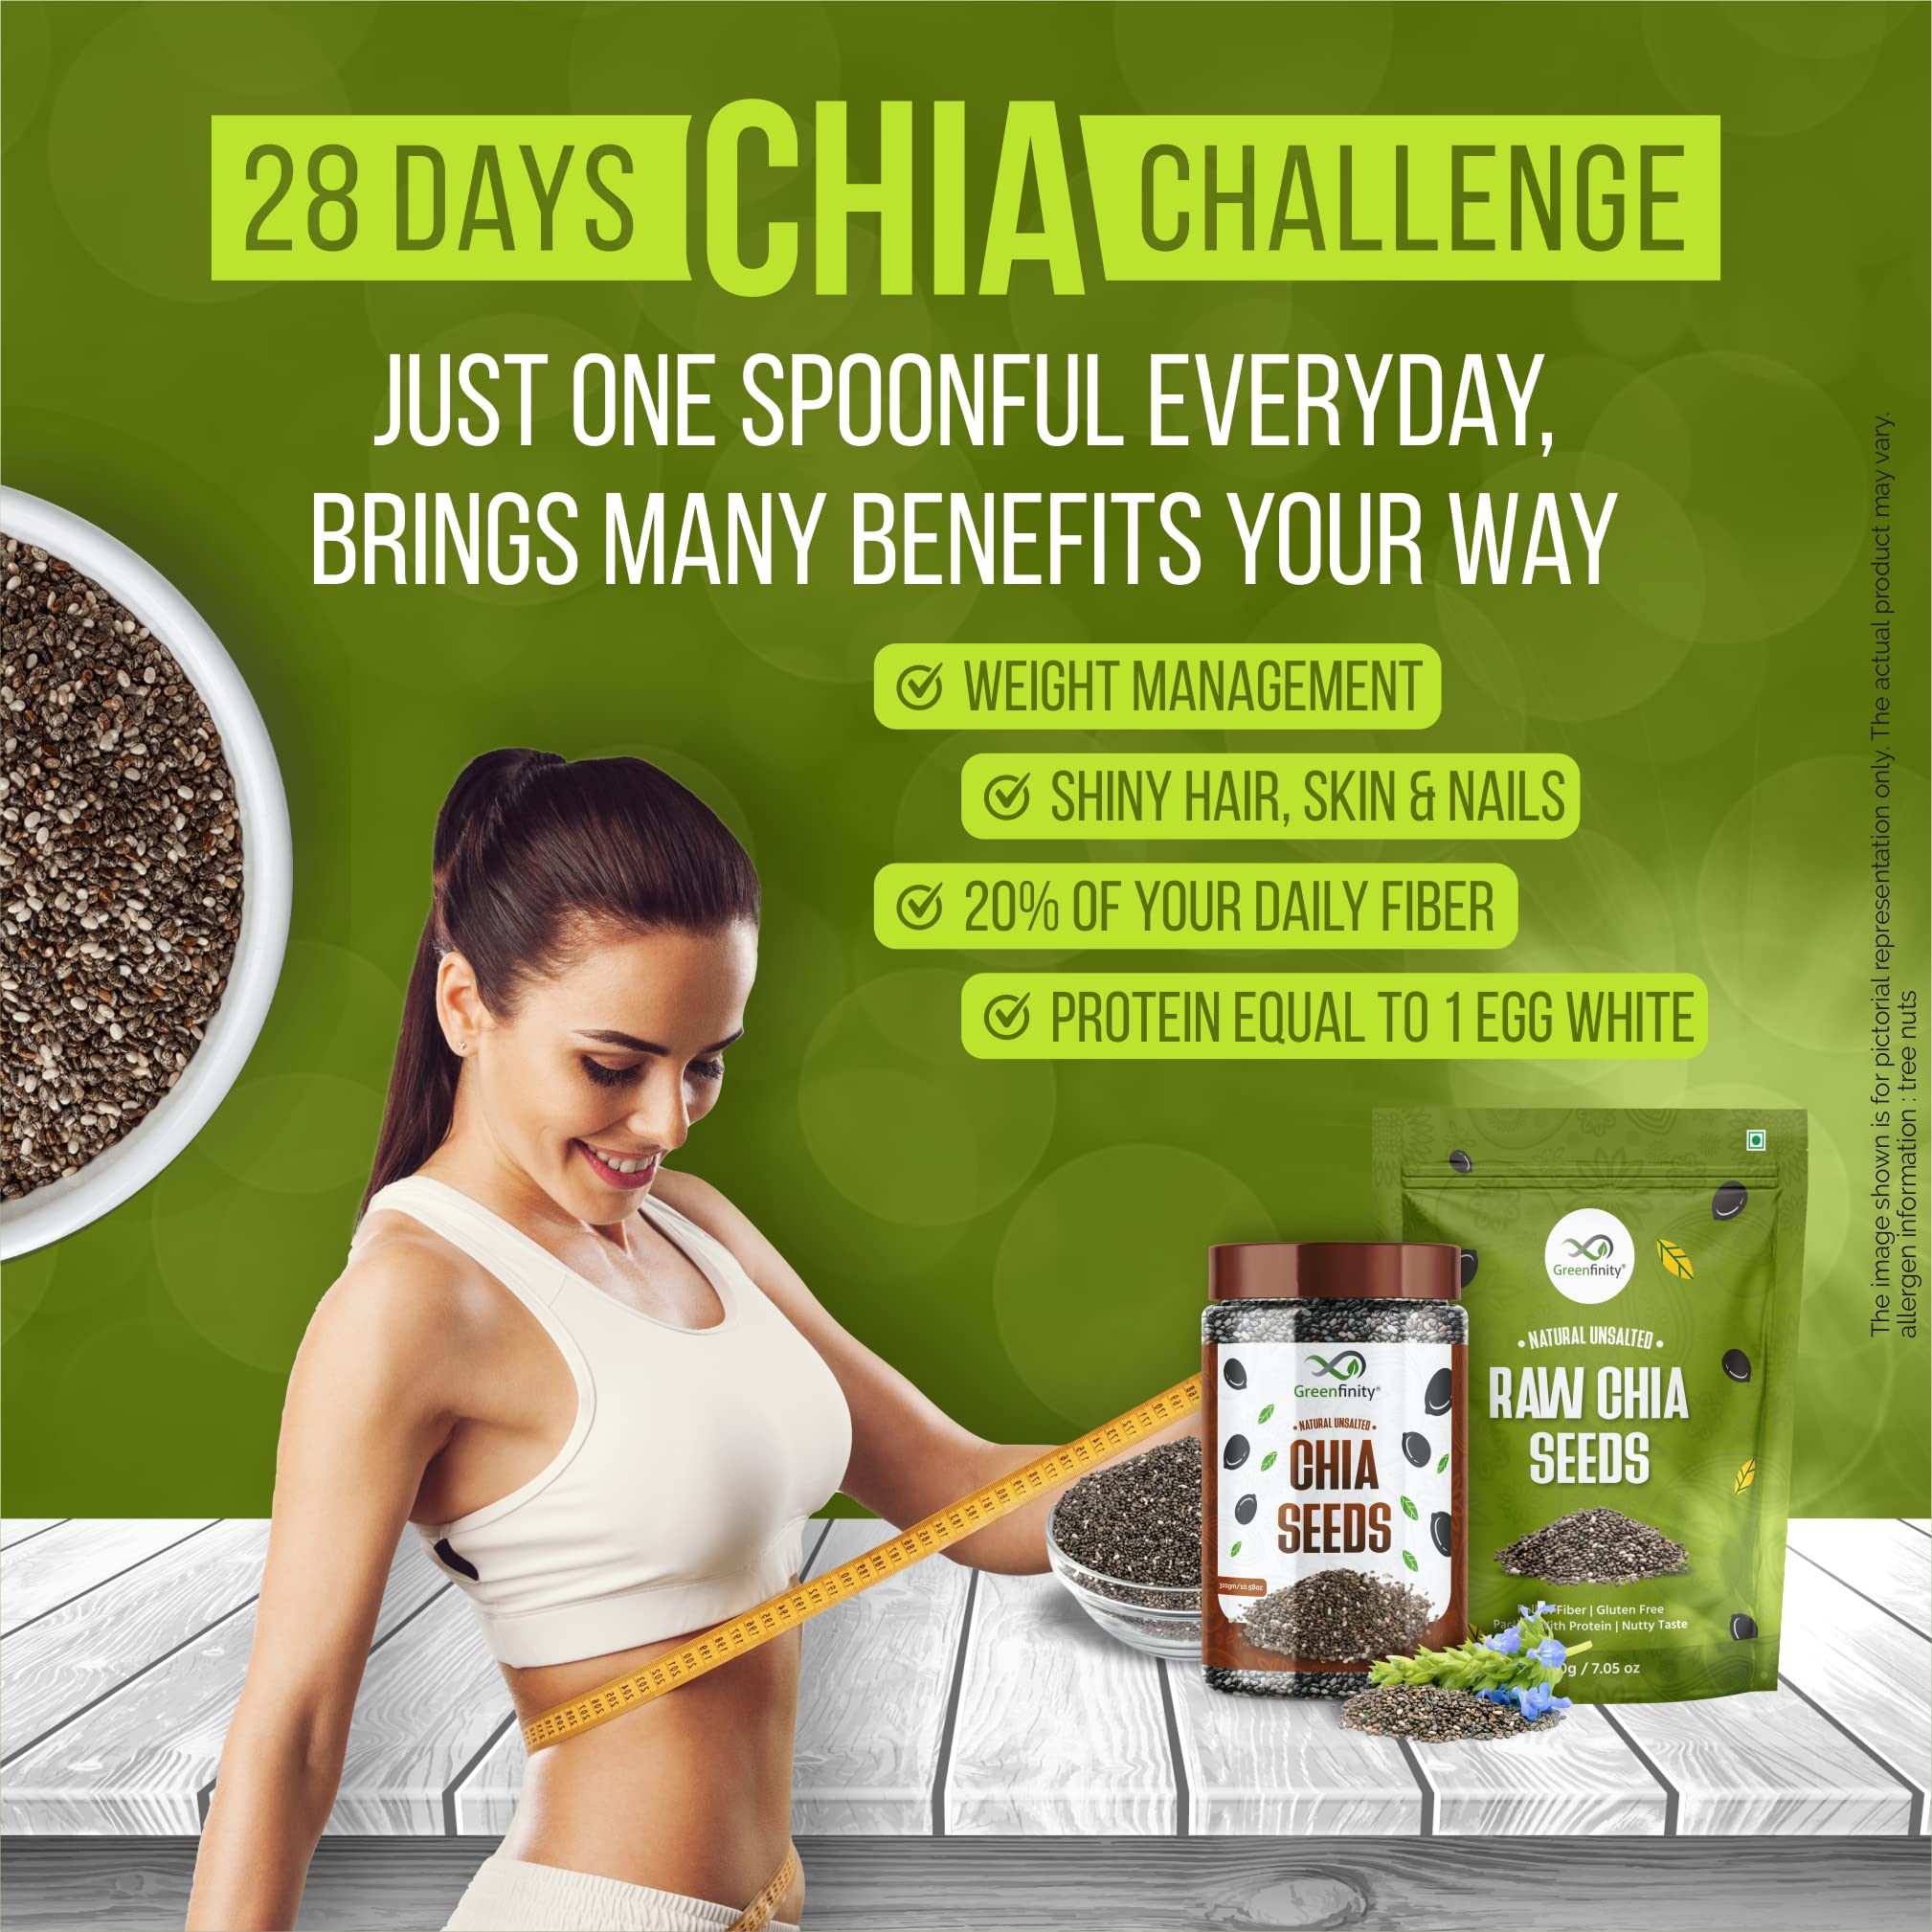 28 DAYS CHIA CHALLENGE
JUST ONE SPOONFUL EVERYDAY,
BRINGS MANY BENEFITS YOUR WAY
WEIGHT MANAGEMENT
SHINY HAIR, SKIN & NAILS
20% OF YOUR DAILY FIBER
PROTEIN EQUAL TO 1 EGG WHITE
The image shown is for pictorial representation only. The actual product may vary.
allergen information : tree nuts
Greenfinity®
• NATURAL UNSALTED •
RAW CHIA
SEEDS
Fiber | Gluten Free
Protein | Nutty Taste
/ 7.05 oz
Greenfinity®
• NATURAL UNSALTED •
CHIA
SEEDS
300gm/10.58oz